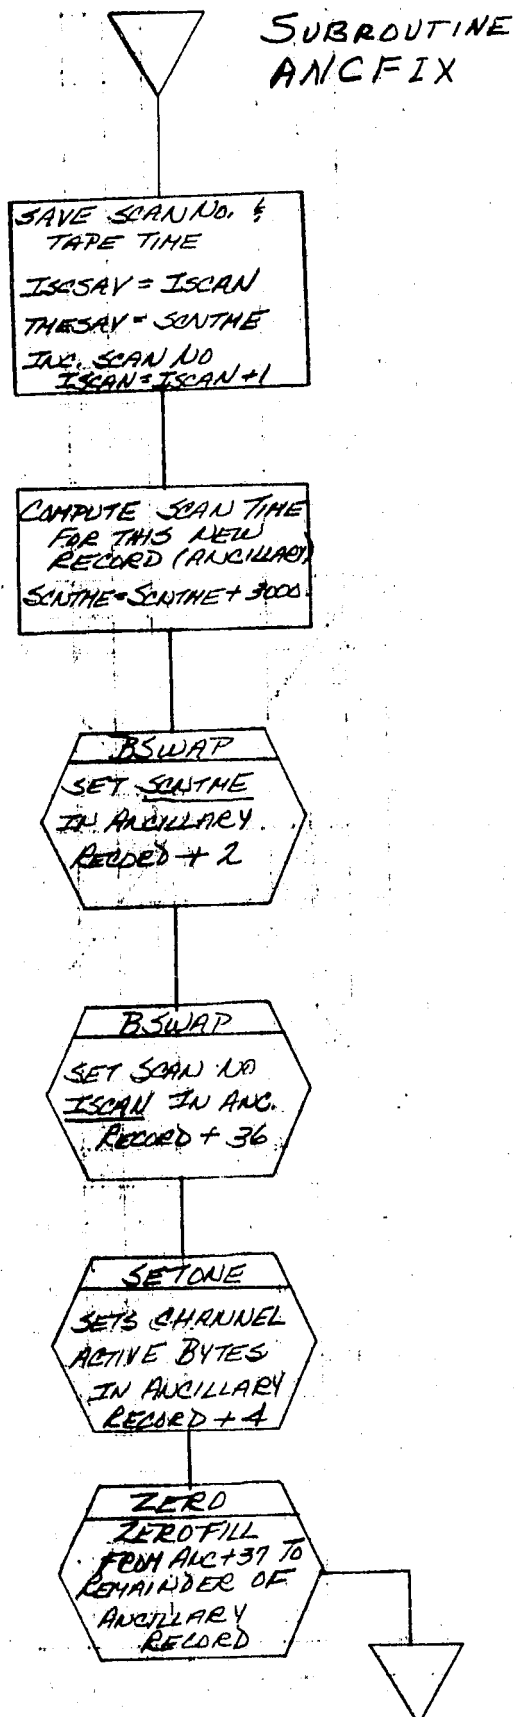 SUBROUTINE
ANCFIX
SAVE SCAN NO. &
TAPE TIME
ISCSAV = ISCAN
TMESAV = SCNTME
INC. SCAN NO
ISCAN = ISCAN +1
COMPUTE SCAN TIME
FOR THIS NEW
RECORD (ANCILLARY)
SCNTME = SCNTME + 3000.
BSWAP
SET SCNTME
IN ANCILLARY
RECORD + 2
BSWAP
SET SCAN NO
ISCAN IN ANC.
RECORD + 36
SETONE
SETS CHANNEL
ACTIVE BYTES
IN ANCILLARY
RECORD + 4
ZERO
ZERO FILL
FROM ANC+37 TO
REMAINDER OF
ANCILLARY
RECORD